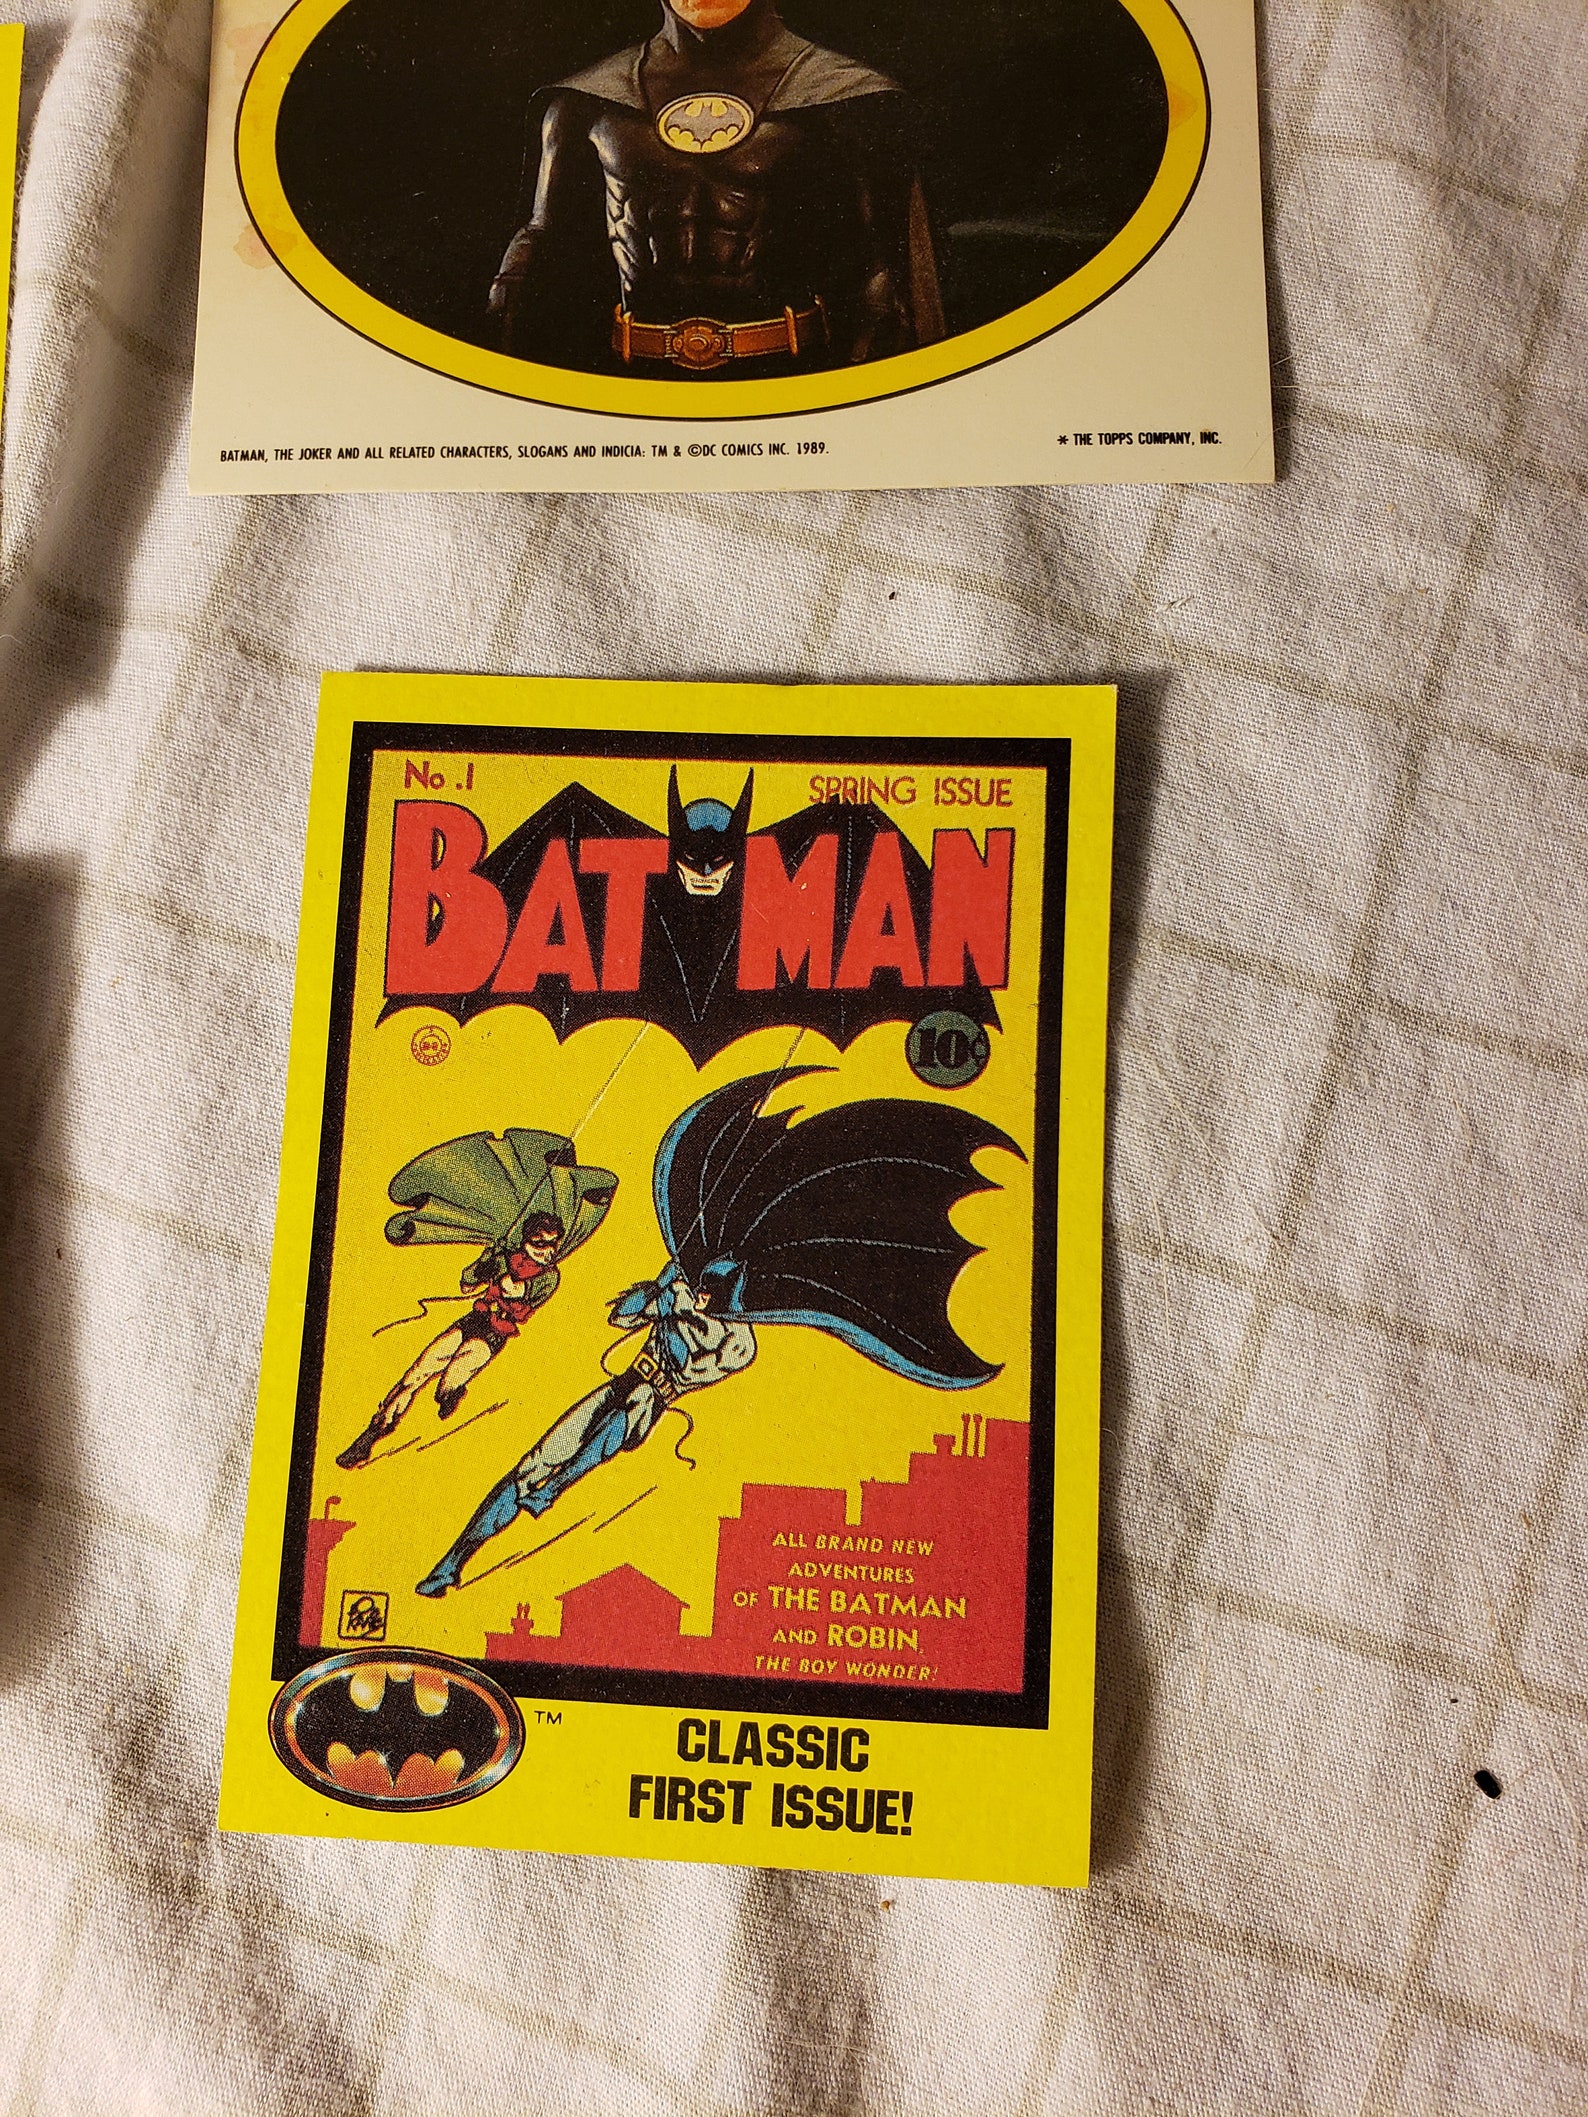 BATMAN, THE JOKER AND ALL RELATED CHARACTERS, SLOGANS AND INDICIA: TM & ©DC COMICS INC. 1989.
* THE TOPPS COMPANY, INC.
No.1
SPRING ISSUE
BATMAN
10¢
ALL BRAND NEW
ADVENTURES
OF THE BATMAN
AND ROBIN,
THE BOY WONDER!
TM
CLASSIC
FIRST ISSUE!